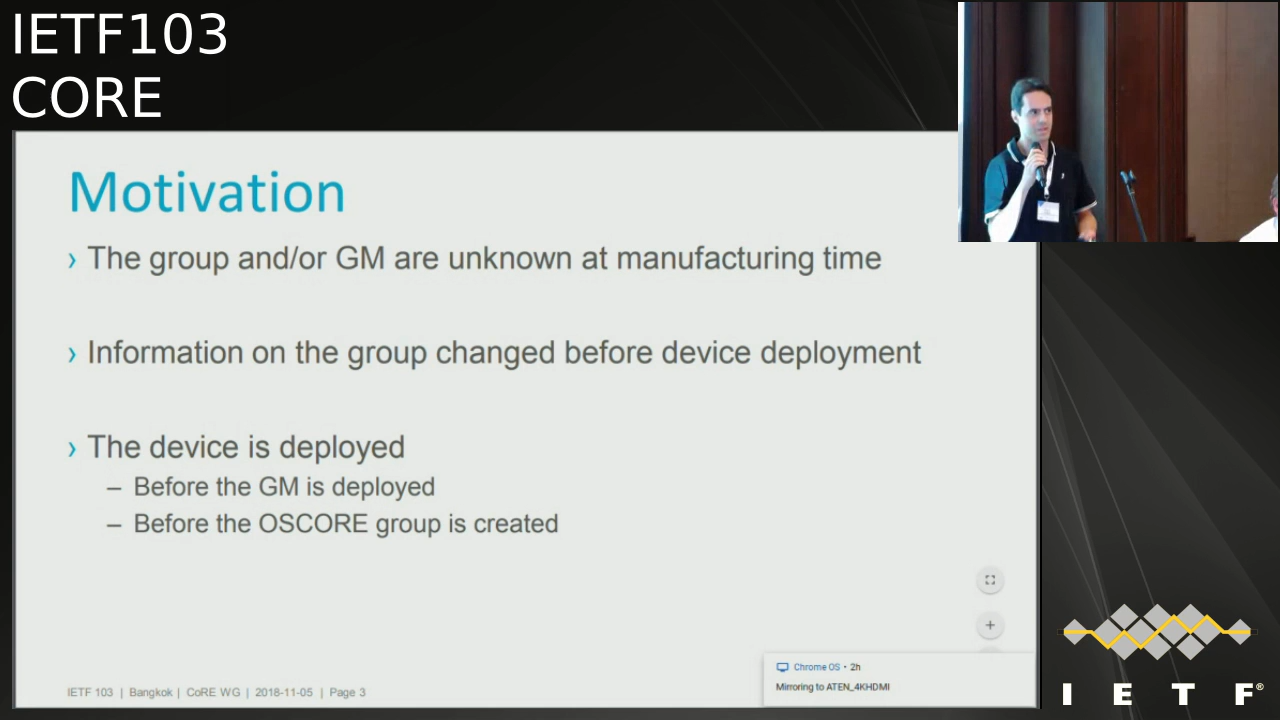 IETF103
CORE
Motivation
› The group and/or GM are unknown at manufacturing time
› Information on the group changed before device deployment
› The device is deployed
– Before the GM is deployed
– Before the OSCORE group is created
Chrome OS • 2h
Mirroring to ATEN_4KHDMI
IETF 103 | Bangkok | CoRE WG | 2018-11-05 | Page 3
I E T F®